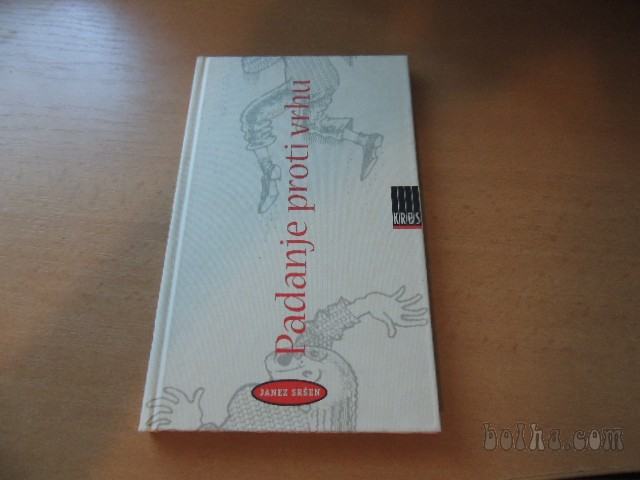 Padanje proti vrhu
JANEZ SRŠEN
KRES
bolha.com